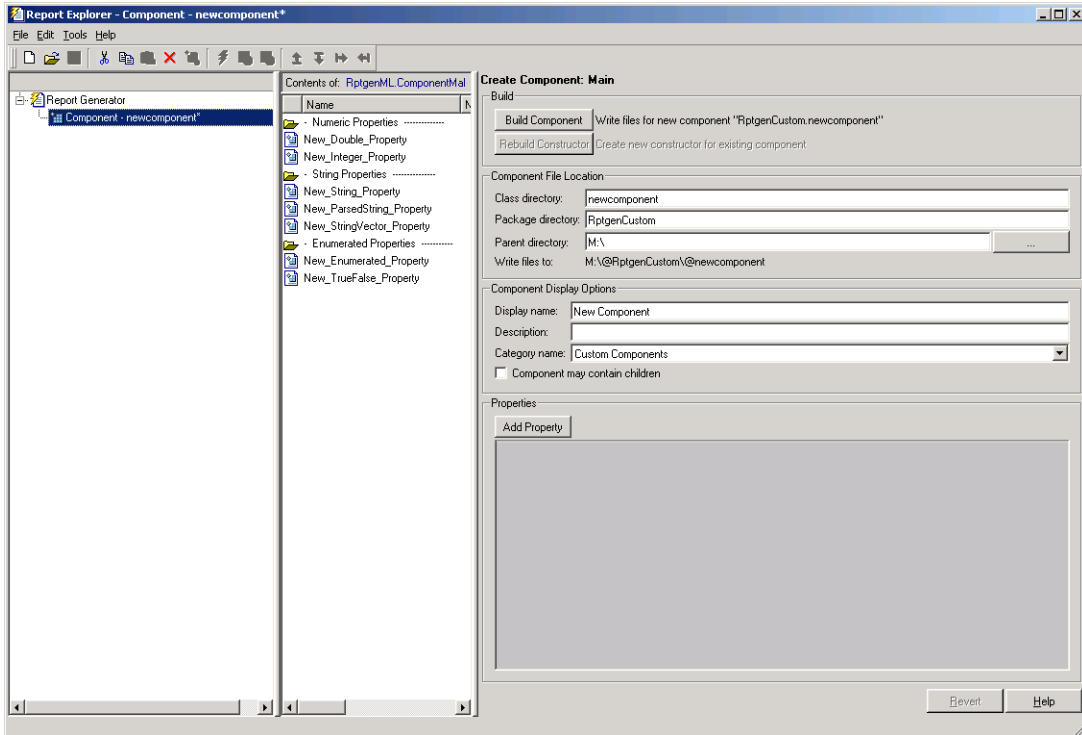 Report Explorer - Component - newcomponent*
File Edit Tools Help
Report Generator
Component - newcomponent*
Contents of: RptgenML.ComponentMal
Name N
- Numeric Properties -------------
New_Double_Property
New_Integer_Property
- String Properties --------------
New_String_Property
New_ParsedString_Property
New_StringVector_Property
- Enumerated Properties ----------
New_Enumerated_Property
New_TrueFalse_Property
Create Component: Main
Build
Build Component Write files for new component "RptgenCustom.newcomponent"
Rebuild Constructor Create new constructor for existing component
Component File Location
Class directory: newcomponent
Package directory: RptgenCustom
Parent directory: M:\ ...
Write files to: M:\@RptgenCustom\@newcomponent
Component Display Options
Display name: New Component
Description:
Category name: Custom Components
Component may contain children
Properties
Add Property
Revert Help